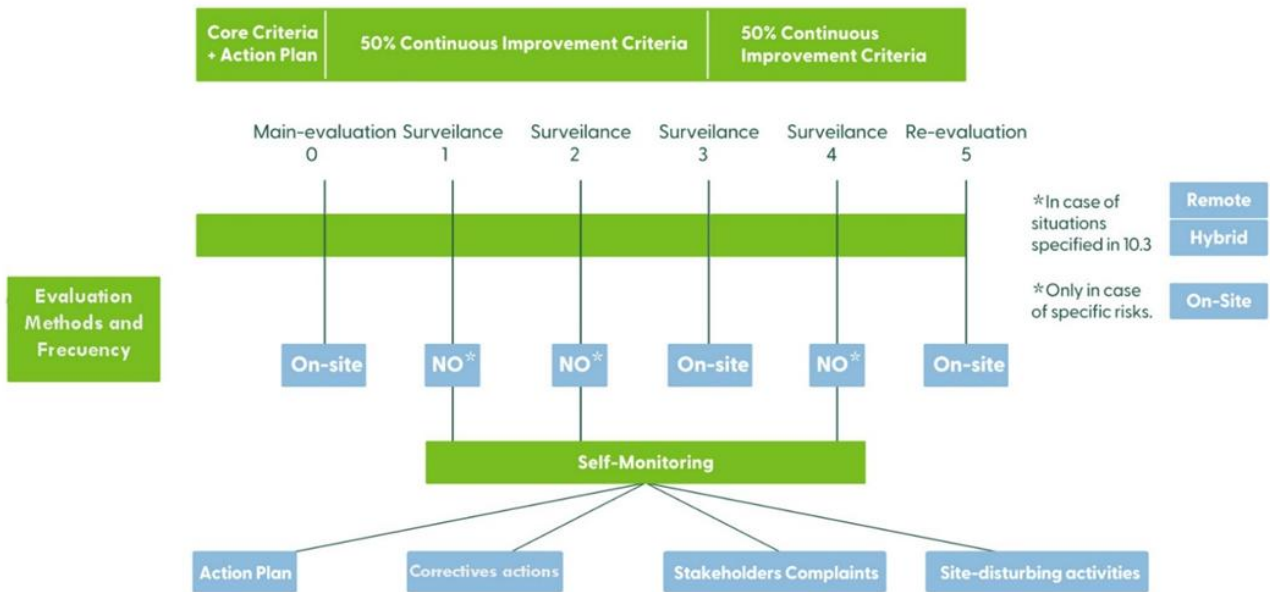 Core Criteria
+ Action Plan
50% Continuous Improvement Criteria
50% Continuous
Improvement Criteria
Main-evaluation
0
Surveilance
1
Surveilance
2
Surveilance
3
Surveilance
4
Re-evaluation
5
*In case of
situations
specified in 10.3
Remote
Hybrid
*Only in case
of specific risks.
On-Site
Evaluation
Methods and
Frecuency
On-site
NO*
NO*
On-site
NO*
On-site
Self-Monitoring
Action Plan
Correctives actions
Stakeholders Complaints
Site-disturbing activities